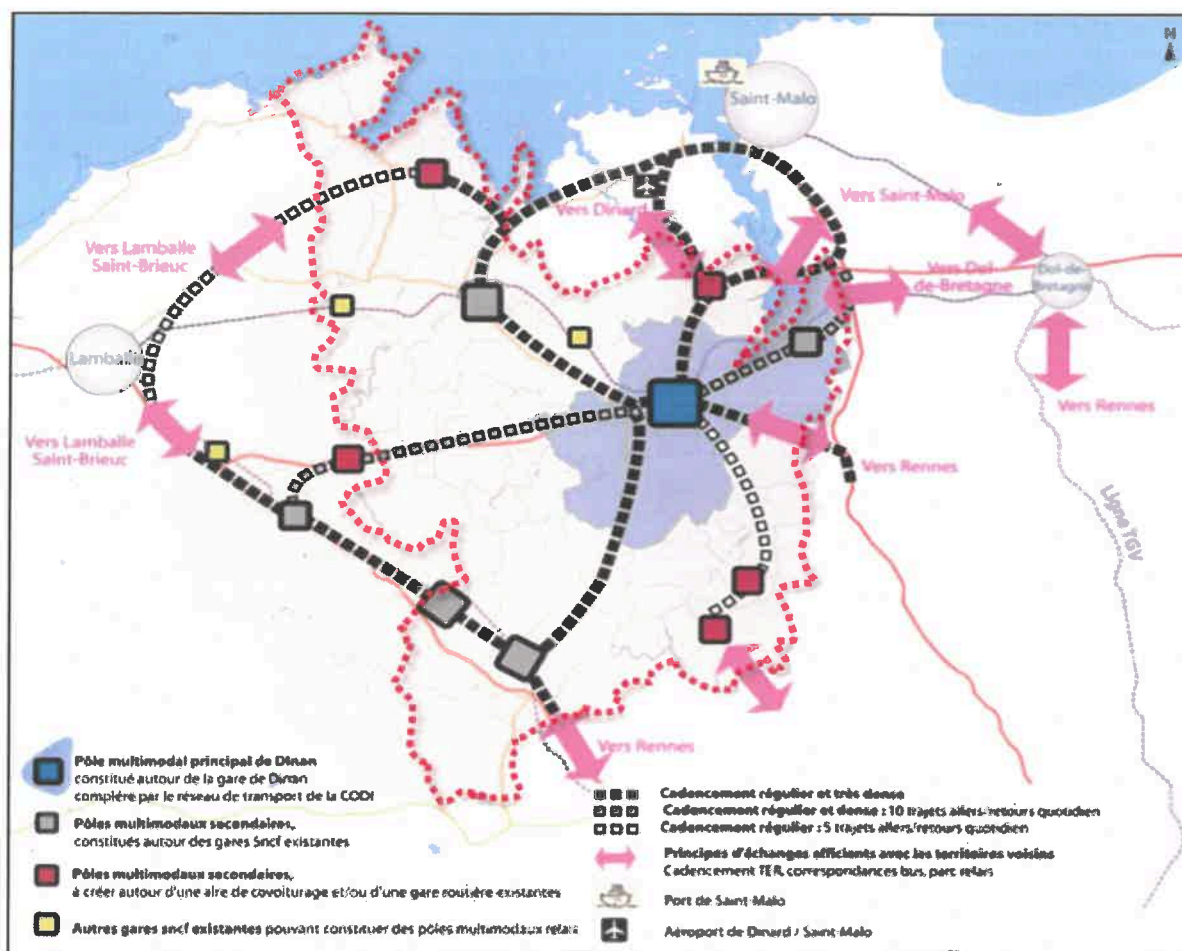 N
Saint-Malo
Vers Saint-Malo
Vers Dinard
Vers Lamballe
Saint-Brieuc
Vers Dol-
de-Bretagne
Dol-de-
Bretagne
Lamballe
Vers Rennes
Vers Lamballe
Saint-Brieuc
Vers Rennes
Ligne TGV
Vers Rennes
Pôle multimodal principal de Dinan
constitué autour de la gare de Dinan
complété par le réseau de transport de la CODI
Pôles multimodaux secondaires,
constitués autour des gares Sncf existantes
Pôles multimodaux secondaires,
à créer autour d'une aire de covoiturage et/ou d'une gare routière existantes
Autres gares sncf existantes pouvant constituer des pôles multimodaux relais
Cadencement régulier et très dense
Cadencement régulier et dense : 10 trajets allers/retours quotidien
Cadencement régulier : 5 trajets allers/retours quotidien
Principes d'échanges efficients avec les territoires voisins
Cadencement TER, correspondances bus, parc relais
Port de Saint-Malo
Aéroport de Dinard / Saint-Malo